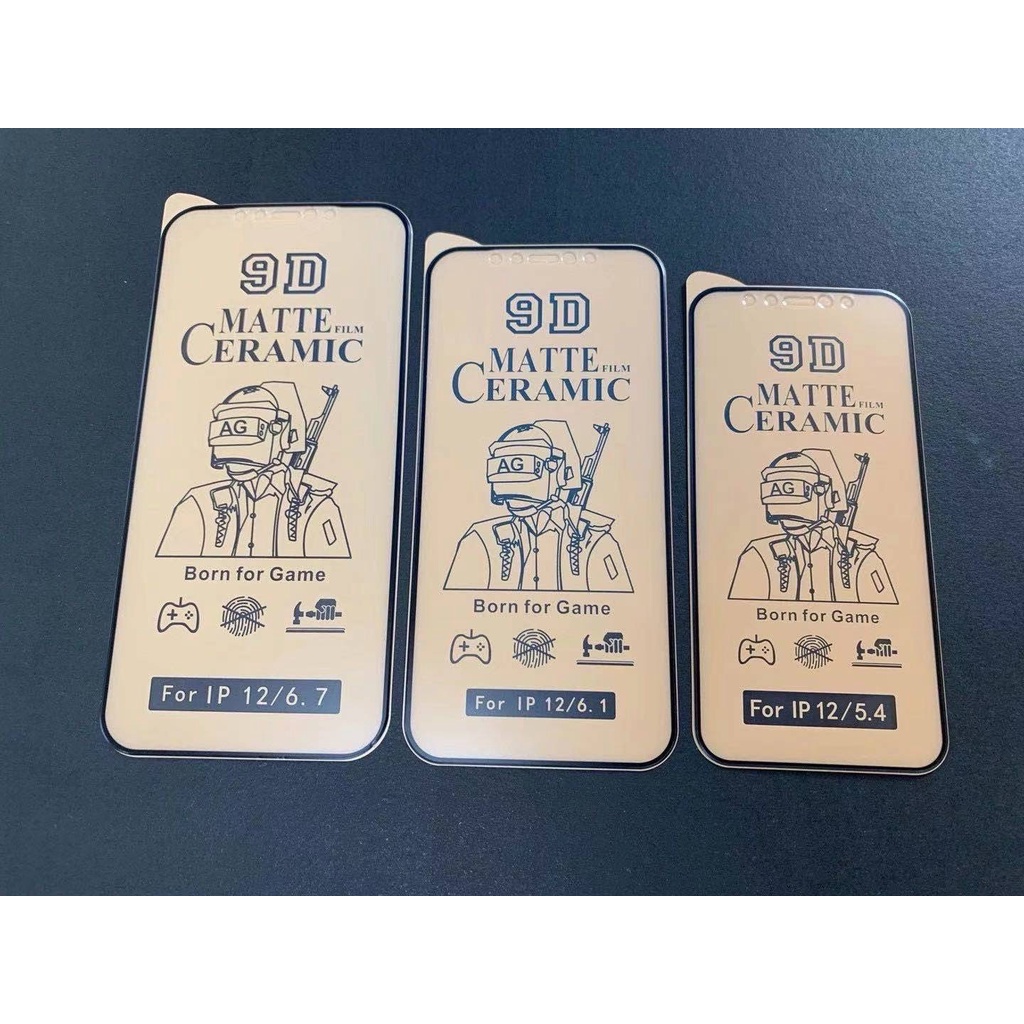 9D
MATTE FILM
CERAMIC
AG
Born for Game
For IP 12/6.7
9D
MATTE FILM
CERAMIC
AG
Born for Game
For IP 12/6.1
9D
MATTE FILM
CERAMIC
AG
Born for Game
For IP 12/5.4